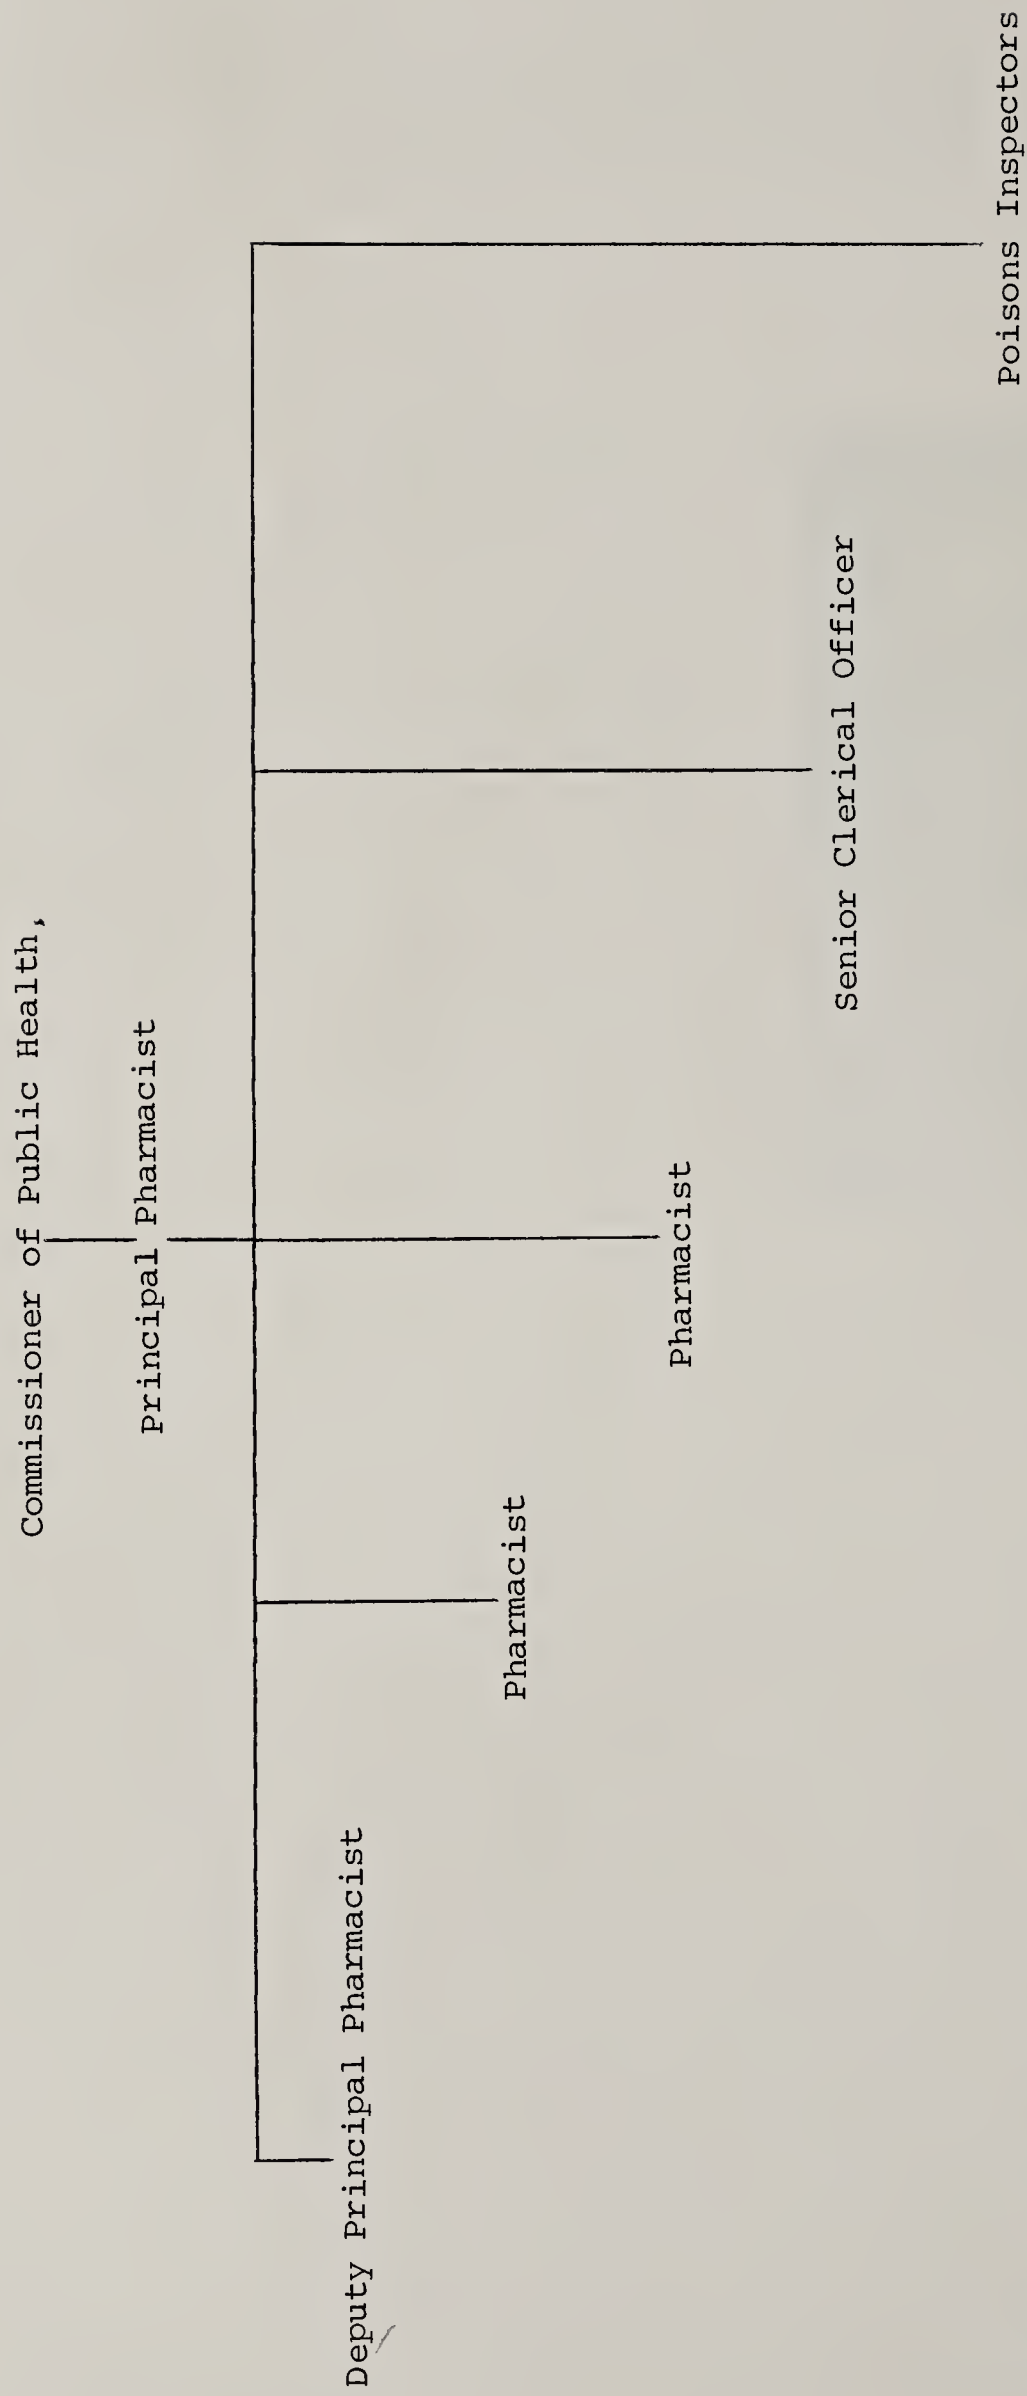 Commissioner of Public Health,
Principal Pharmacist
Deputy Principal Pharmacist
Pharmacist
Pharmacist
Senior Clerical Officer
Poisons Inspectors